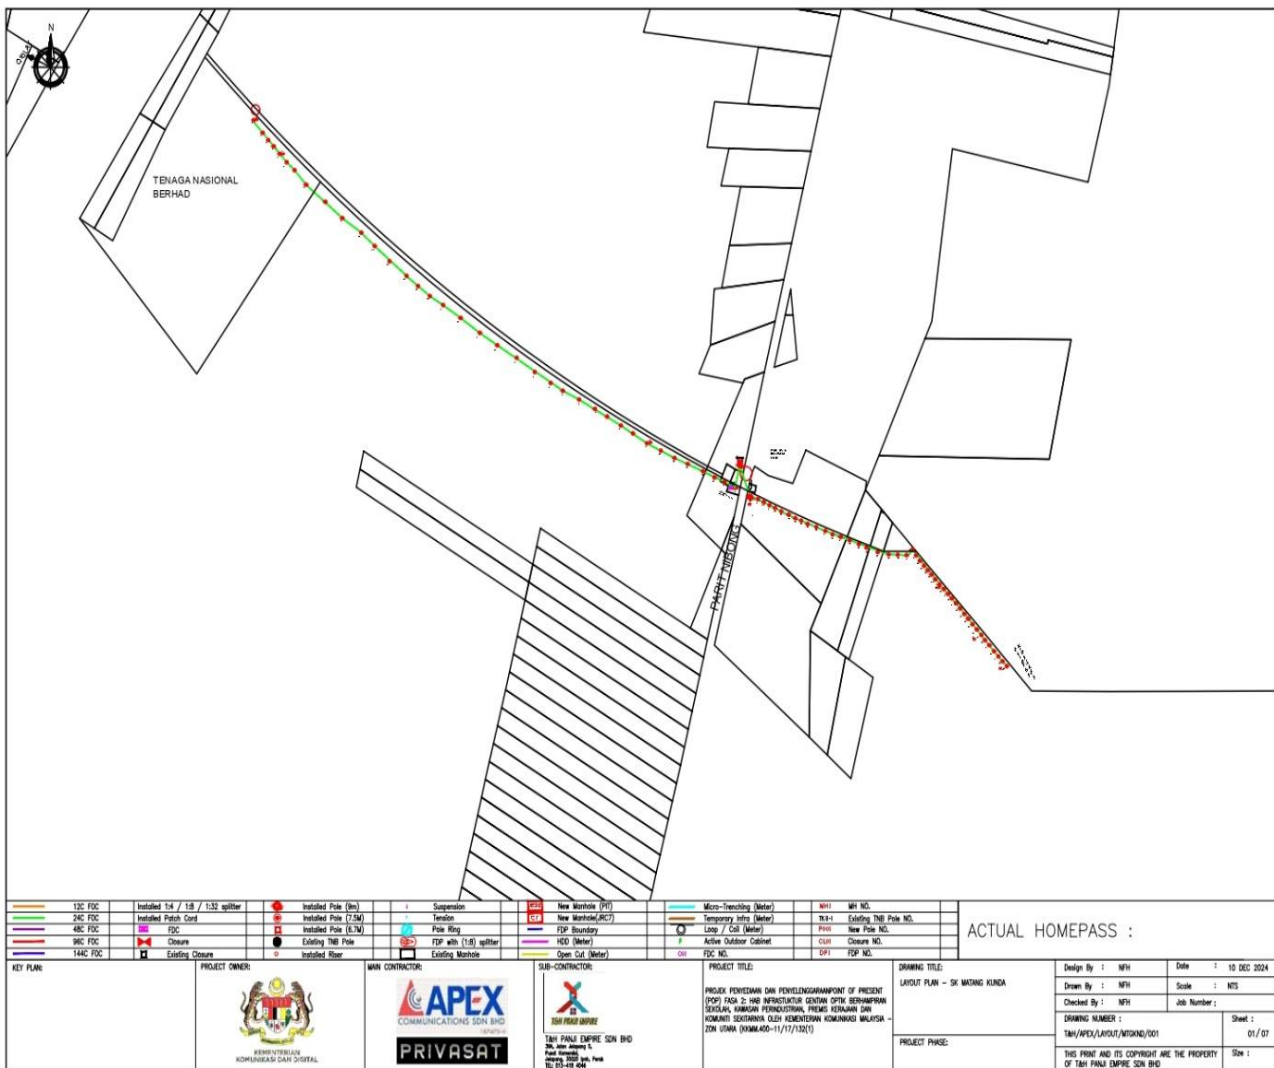 N
TENAGA NASIONAL
BERHAD
PARIT NIBONG
12C FDC
Installed 1:4 / 1:8 / 1:32 splitter
Installed Pole (9m)
Suspension
New Manhole (PIT)
Micro-Trenching (Meter)
MH1
MH NO.
24C FDC
Installed Patch Cord
Installed Pole (7.5M)
Tension
New Manhole(JRC7)
Temporary Infra (Meter)
Existing TNB Pole NO.
48C FDC
FDC
Installed Pole (6.7M)
Pole Ring
FDP Boundary
Loop / Coil (Meter)
New Pole NO.
96C FDC
Closure
Existing TNB Pole
FDP with (1:8) splitter
HDD (Meter)
Active Outdoor Cabinet
Closure NO.
144C FDC
Existing Closure
Installed Riser
Existing Manhole
Open Cut (Meter)
FDC NO.
DP1
FDP NO.
ACTUAL HOMEPASS :
KEY PLAN:
PROJECT OWNER:
KEMENTERIAN
KOMUNIKASI DAN DIGITAL
MAIN CONTRACTOR:
APEX
COMMUNICATIONS SDN BHD
PRIVASAT
SUB-CONTRACTOR:
T&H PANJI EMPIRE
T&H PANJI EMPIRE SDN BHD
PROJECT TITLE:
PROJEK PENYEDIAAN DAN PENYELENGGARAANPOINT OF PRESENT
(POP) FASA 2: HAB INFRASTUKTUR GENTIAN OPTIK BERHAMPIRAN
SEKOLAH, KAWASAN PERINDUSTRIAN, PREMIS KERAJAAN DAN
KOMUNITI SEKITARNYA OLEH KEMENTERIAN KOMUNIKASI MALAYSIA –
ZON UTARA (KKMM.400-11/17/132(1)
DRAWING TITLE:
LAYOUT PLAN – SK MATANG KUNDA
PROJECT PHASE:
Design By : NFH
Date : 10 DEC 2024
Drawn By : NFH
Scale : NTS
Checked By : NFH
Job Number :
DRAWING NUMBER :
T&H/APEX/LAYOUT/MTGKND/001
Sheet :
01/07
THIS PRINT AND ITS COPYRIGHT ARE THE PROPERTY
OF T&H PANJI EMPIRE SDN BHD
Size :